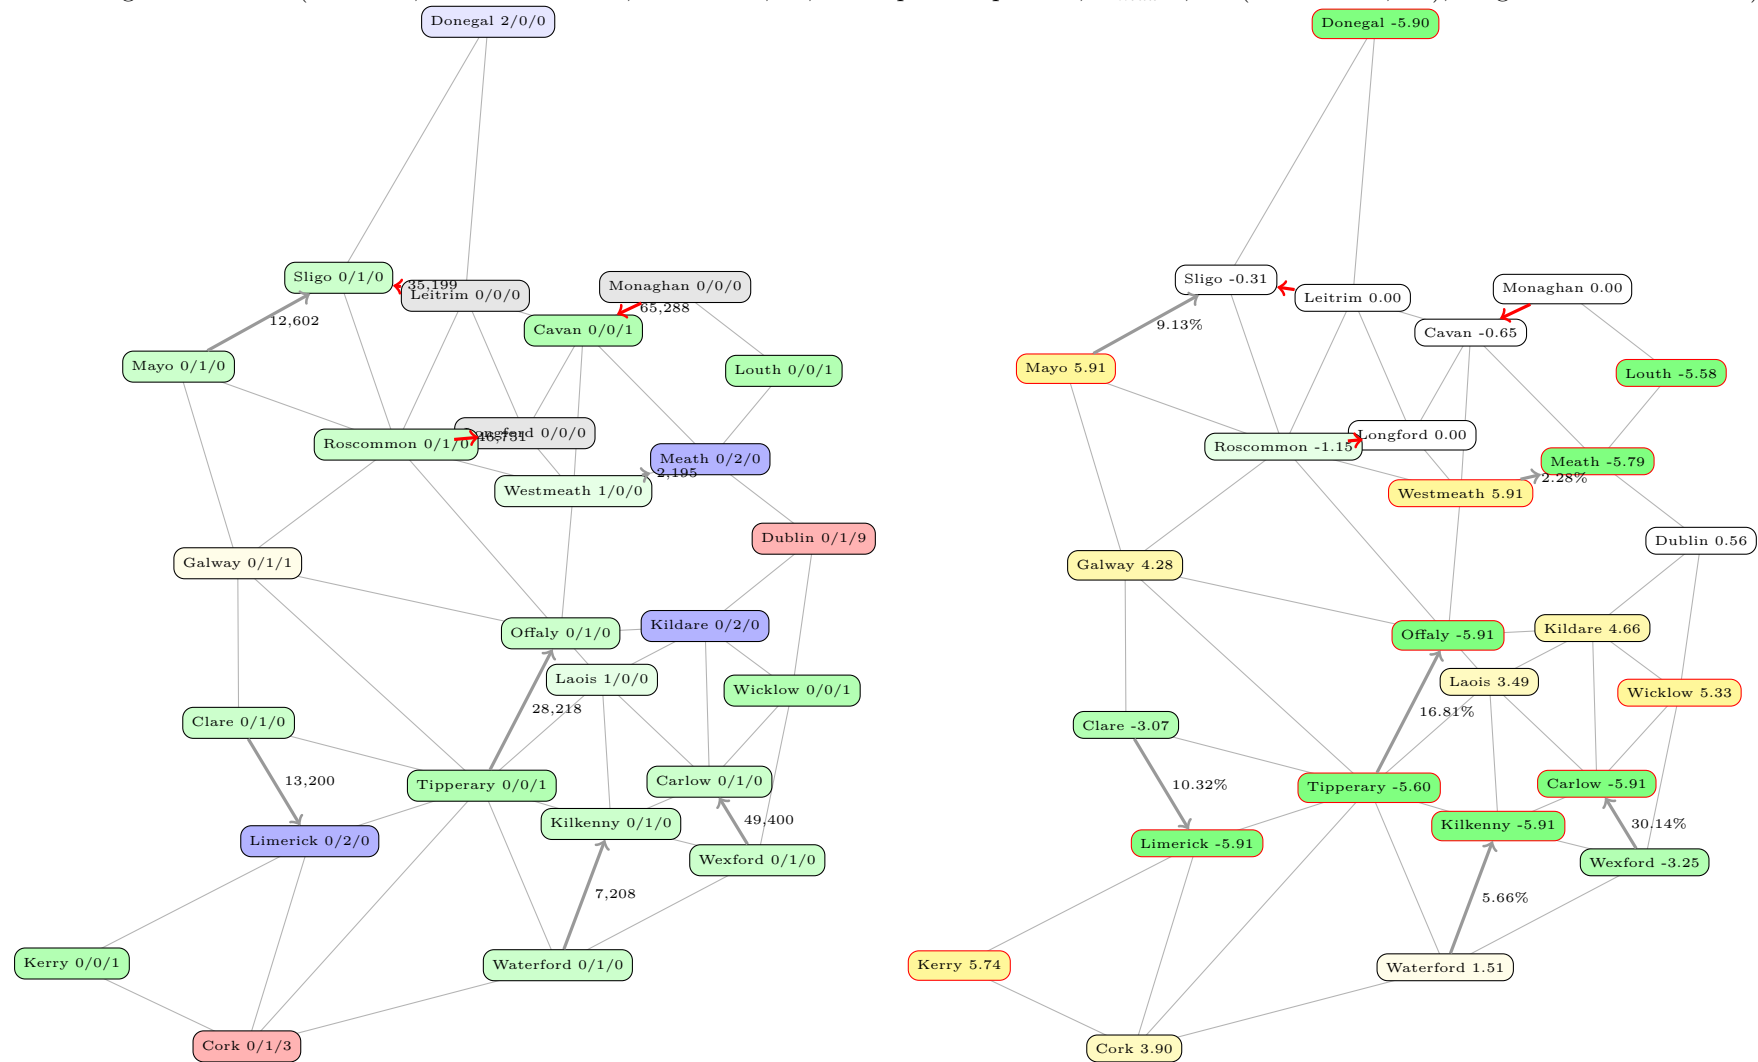 Donegal 2/0/0
Sligo 0/1/0
35,199
Leitrim 0/0/0
Monaghan 0/0/0
65,288
12,602
Cavan 0/0/1
Mayo 0/1/0
Louth 0/0/1
Roscommon 0/1/0
46,731
Meath 0/2/0
2,195
Westmeath 1/0/0
Dublin 0/1/9
Galway 0/1/1
Offaly 0/1/0
Kildare 0/2/0
Laois 1/0/0
Wicklow 0/0/1
28,218
Clare 0/1/0
13,200
Tipperary 0/0/1
Carlow 0/1/0
49,400
Kilkenny 0/1/0
Limerick 0/2/0
Wexford 0/1/0
7,208
Kerry 0/0/1
Waterford 0/1/0
Cork 0/1/3
Donegal -5.90
Sligo -0.31
Leitrim 0.00
Monaghan 0.00
9.13%
Cavan -0.65
Mayo 5.91
Louth -5.58
Roscommon -1.15
Longford 0.00
Meath -5.79
2.28%
Westmeath 5.91
Dublin 0.56
Galway 4.28
Offaly -5.91
Kildare 4.66
Laois 3.49
Wicklow 5.33
16.81%
Clare -3.07
10.32%
Tipperary -5.60
Carlow -5.91
30.14%
Kilkenny -5.91
Limerick -5.91
Wexford -3.25
5.66%
Kerry 5.74
Waterford 1.51
Cork 3.90